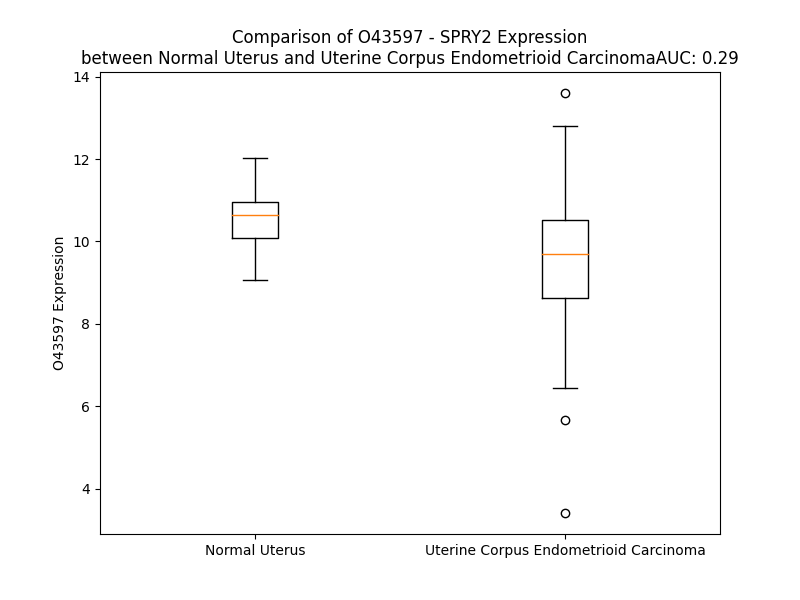 Comparison of O43597 - SPRY2 Expression
between Normal Uterus and Uterine Corpus Endometrioid CarcinomaAUC: 0.29
14
12
10
8
6
4
O43597 Expression
Normal Uterus
Uterine Corpus Endometrioid Carcinoma